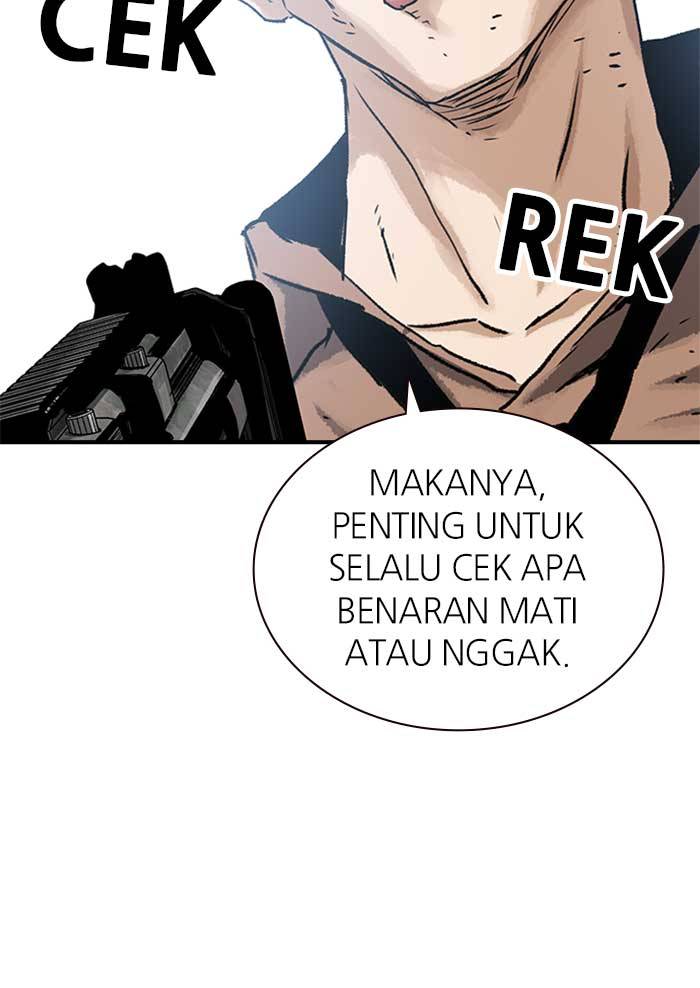 CEK
REK
MAKANYA,
PENTING UNTUK
SELALU CEK APA
BENARAN MATI
ATAU NGGAK.